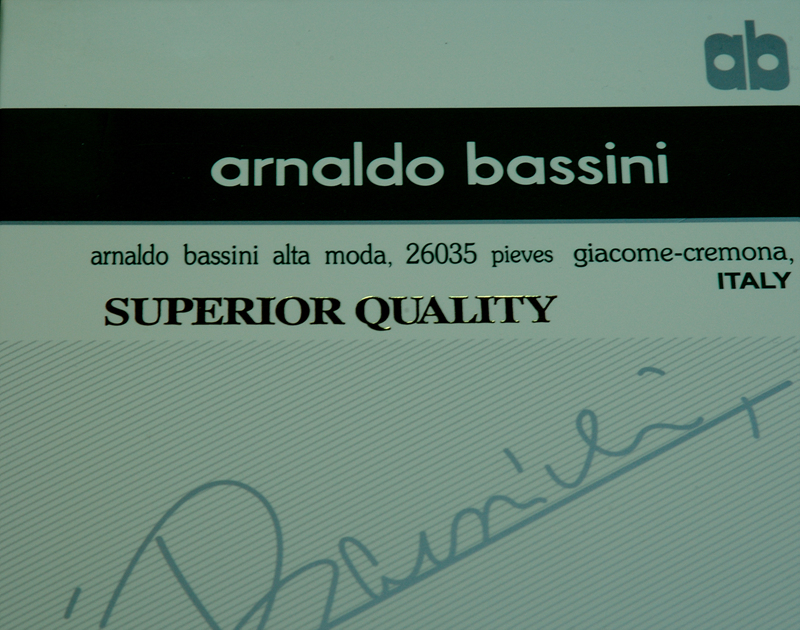 ab
arnaldo bassini
arnaldo bassini alta moda, 26035 pieves giacome-cremona,
ITALY
SUPERIOR QUALITY